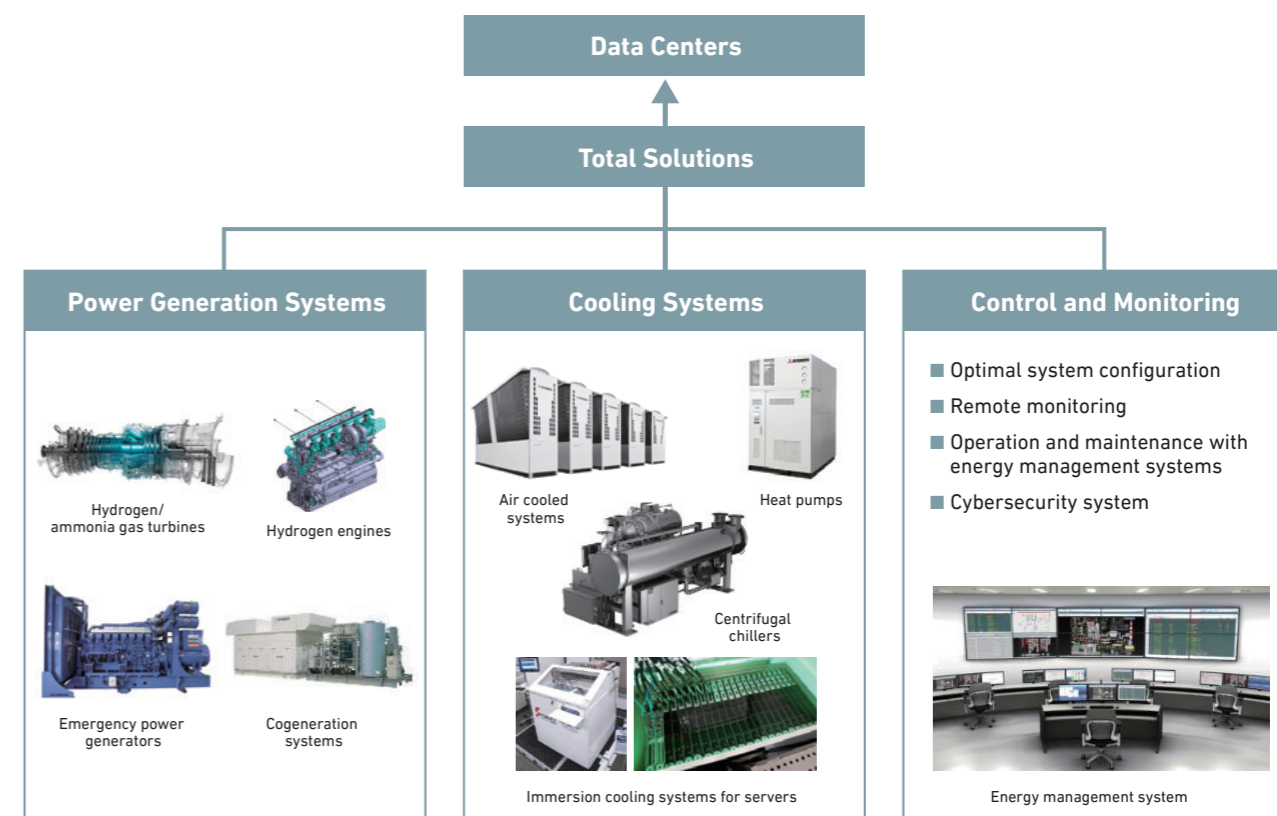 Data Centers
Total Solutions
Power Generation Systems
Hydrogen/
ammonia gas turbines
Hydrogen engines
Emergency power
generators
Cogeneration
systems
Cooling Systems
Air cooled
systems
Heat pumps
Centrifugal
chillers
Immersion cooling systems for servers
Control and Monitoring
■ Optimal system configuration
■ Remote monitoring
■ Operation and maintenance with
energy management systems
■ Cybersecurity system
Energy management system